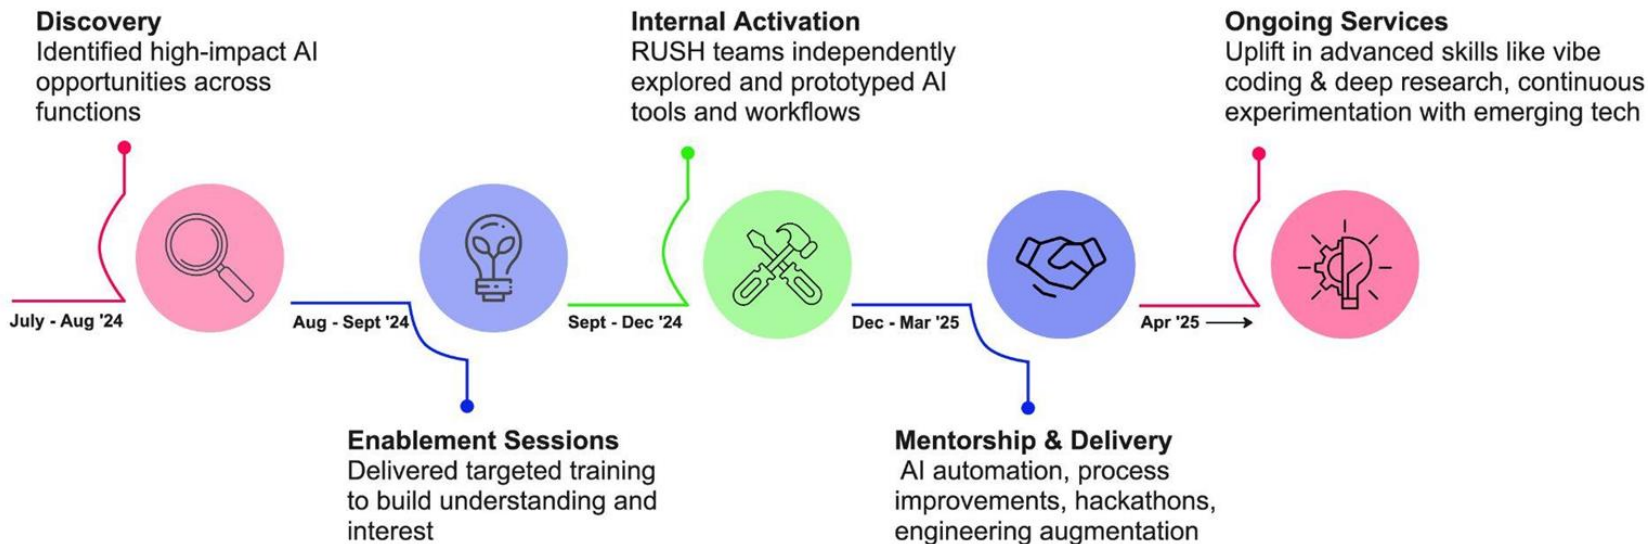 Discovery
Identified high-impact AI
opportunities across
functions
July - Aug '24
Aug - Sept '24
Enablement Sessions
Delivered targeted training
to build understanding and
interest
Internal Activation
RUSH teams independently
explored and prototyped AI
tools and workflows
Sept - Dec '24
Dec - Mar '25
Mentorship & Delivery
AI automation, process
improvements, hackathons,
engineering augmentation
Ongoing Services
Uplift in advanced skills like vibe
coding & deep research, continuous
experimentation with emerging tech
Apr '25